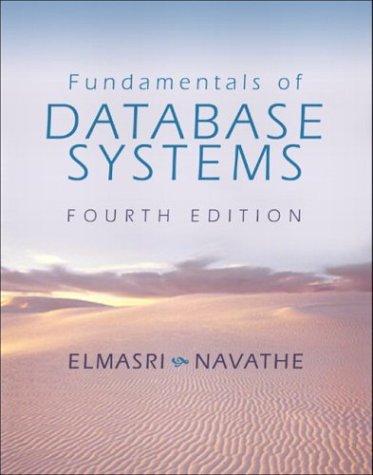 Fundamentals of
DATABASE
SYSTEMS
FOURTH EDITION
ELMASRI NAVATHE